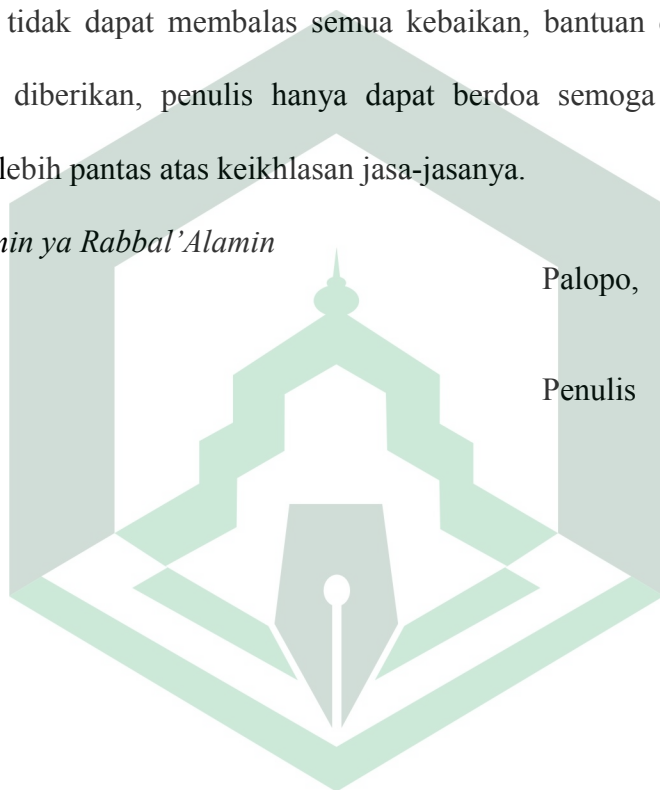 tidak dapat membalas semua kebaikan, bantuan
diberikan, penulis hanya dapat berdoa semoga
lebih pantas atas keikhlasan jasa-jasanya.
ya Rabbal’Alamin
Palopo,
Penulis